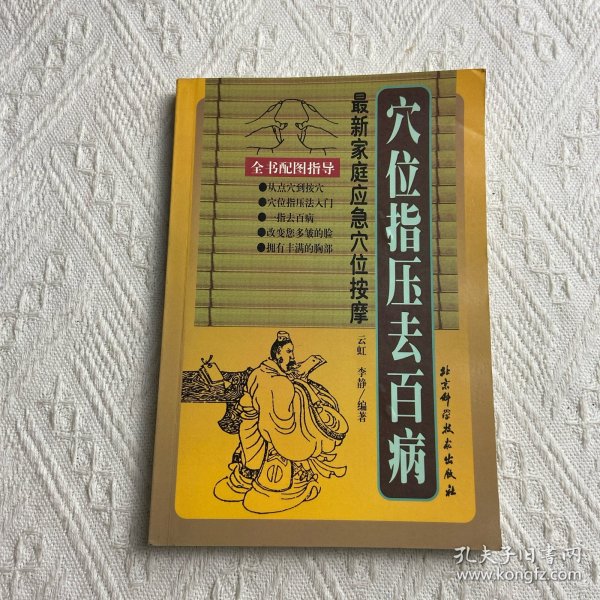 穴位指压去百病
最新家庭应急穴位按摩
全书配图指导
●从点穴到按穴
●穴位指压法入门
●一指去百病
●改变您多皱的脸
●拥有丰满的胸部
云虹 李静/编著
北京科学技术出版社
孔夫子旧书网
www.kongfz.com